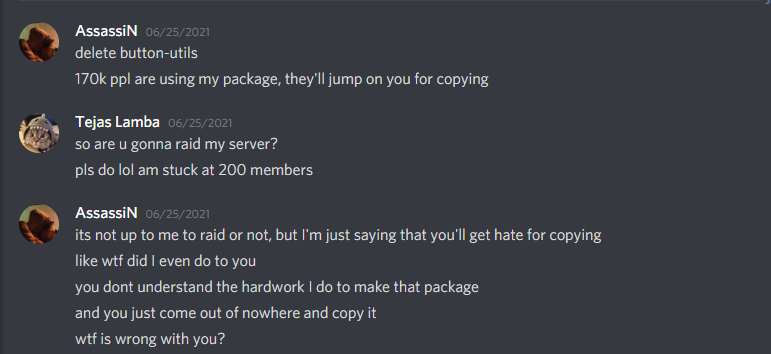 AssassiN 06/25/2021
delete button-utils
170k ppl are using my package, they'll jump on you for copying
Tejas Lamba 06/25/2021
so are u gonna raid my server?
pls do lol am stuck at 200 members
AssassiN 06/25/2021
its not up to me to raid or not, but I'm just saying that you'll get hate for copying
like wtf did I even do to you
you dont understand the hardwork I do to make that package
and you just come out of nowhere and copy it
wtf is wrong with you?